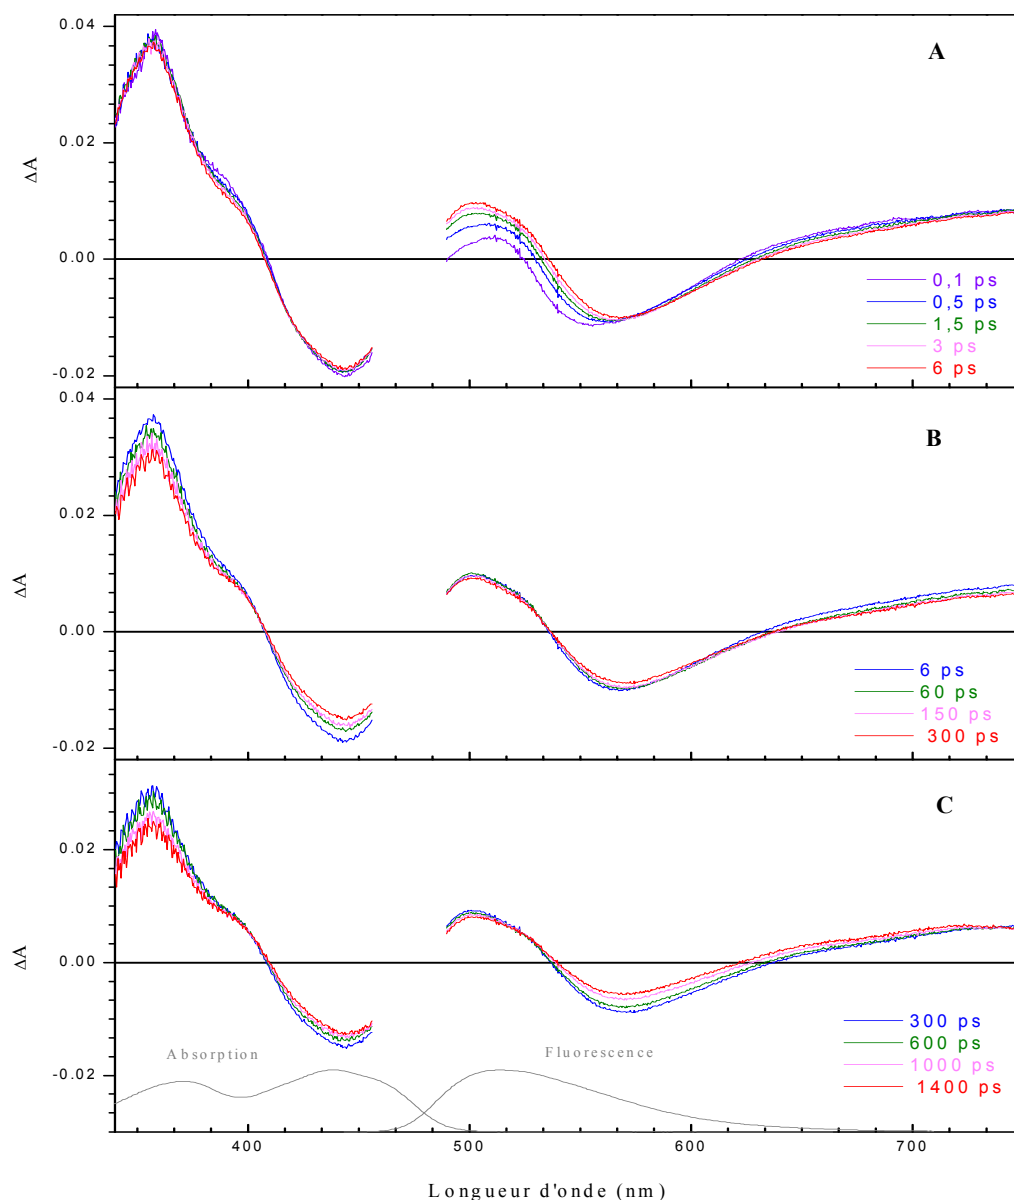 0.04
A
0.02
ΔA
0.00
0,1 ps
0,5 ps
1,5 ps
3 ps
6 ps
-0.02
0.04
B
0.02
ΔA
0.00
6 ps
60 ps
150 ps
300 ps
-0.02
C
0.02
ΔA
0.00
300 ps
600 ps
1000 ps
1400 ps
Absorption
Fluorescence
-0.02
400 500 600 700
Longueur d'onde (nm)